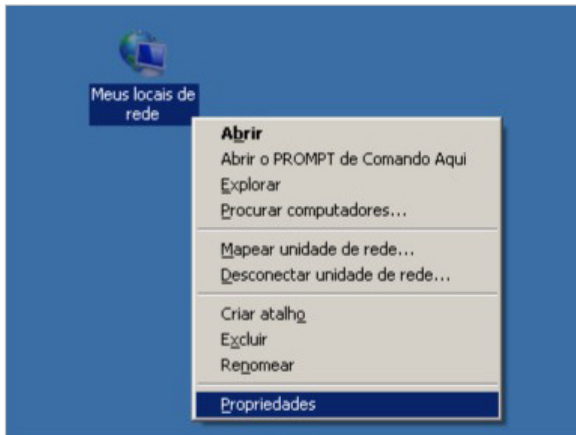 Meus locais de
rede
Abrir
Abrir o PROMPT de Comando Aqui
Explorar
Procurar computadores...
Mapear unidade de rede...
Desconectar unidade de rede...
Criar atalho
Excluir
Renomear
Propriedades